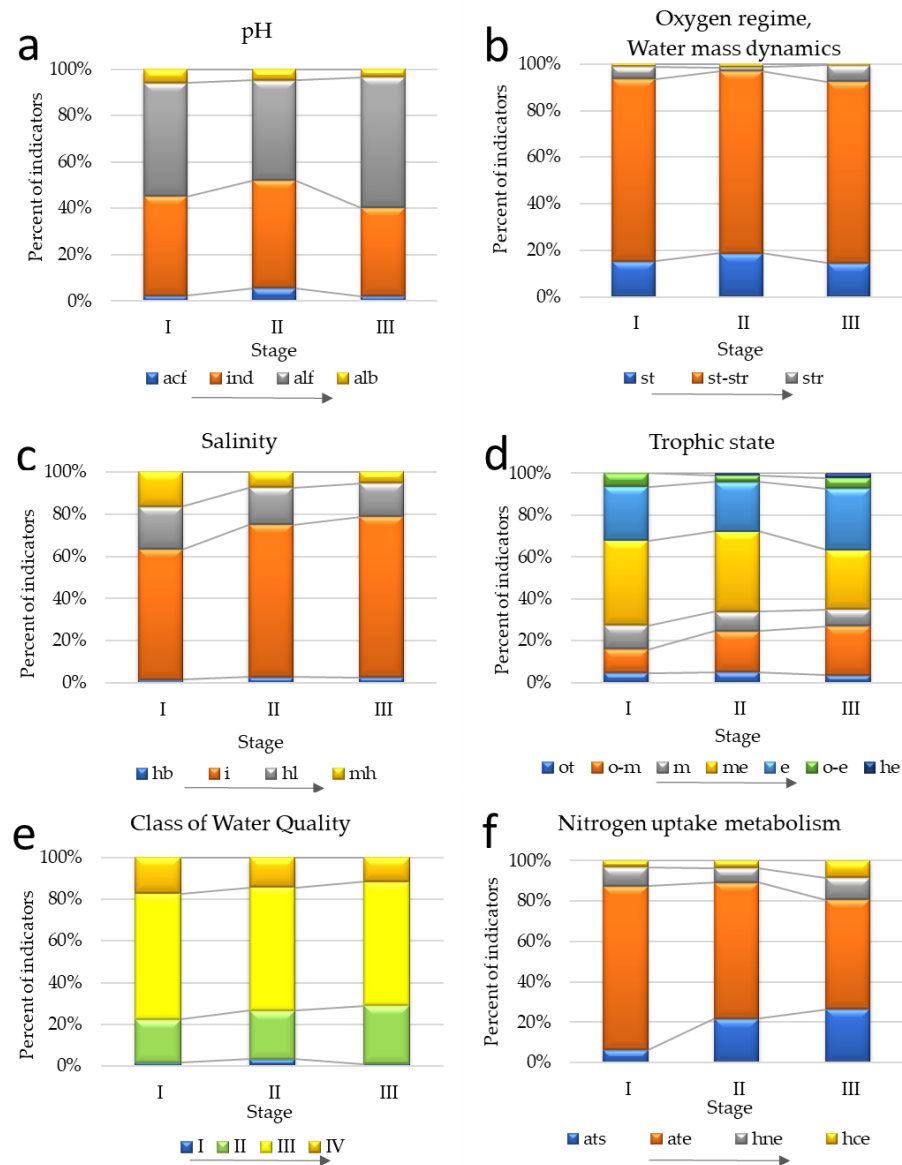 a
pH
Percent of indicators
100%
80%
60%
40%
20%
0%
I II III
Stage
acf ind alf alb
b
Oxygen regime,
Water mass dynamics
Percent of indicators
100%
80%
60%
40%
20%
0%
I II III
Stage
st st-str str
c
Salinity
Percent of indicators
100%
80%
60%
40%
20%
0%
I II III
Stage
hb i hl mh
d
Trophic state
Percent of indicators
100%
80%
60%
40%
20%
0%
I II III
Stage
ot o-m m me e o-e he
e
Class of Water Quality
Percent of indicators
100%
80%
60%
40%
20%
0%
I II III
Stage
I II III IV
f
Nitrogen uptake metabolism
Percent of indicators
100%
80%
60%
40%
20%
0%
I II III
Stage
ats ate hne hce